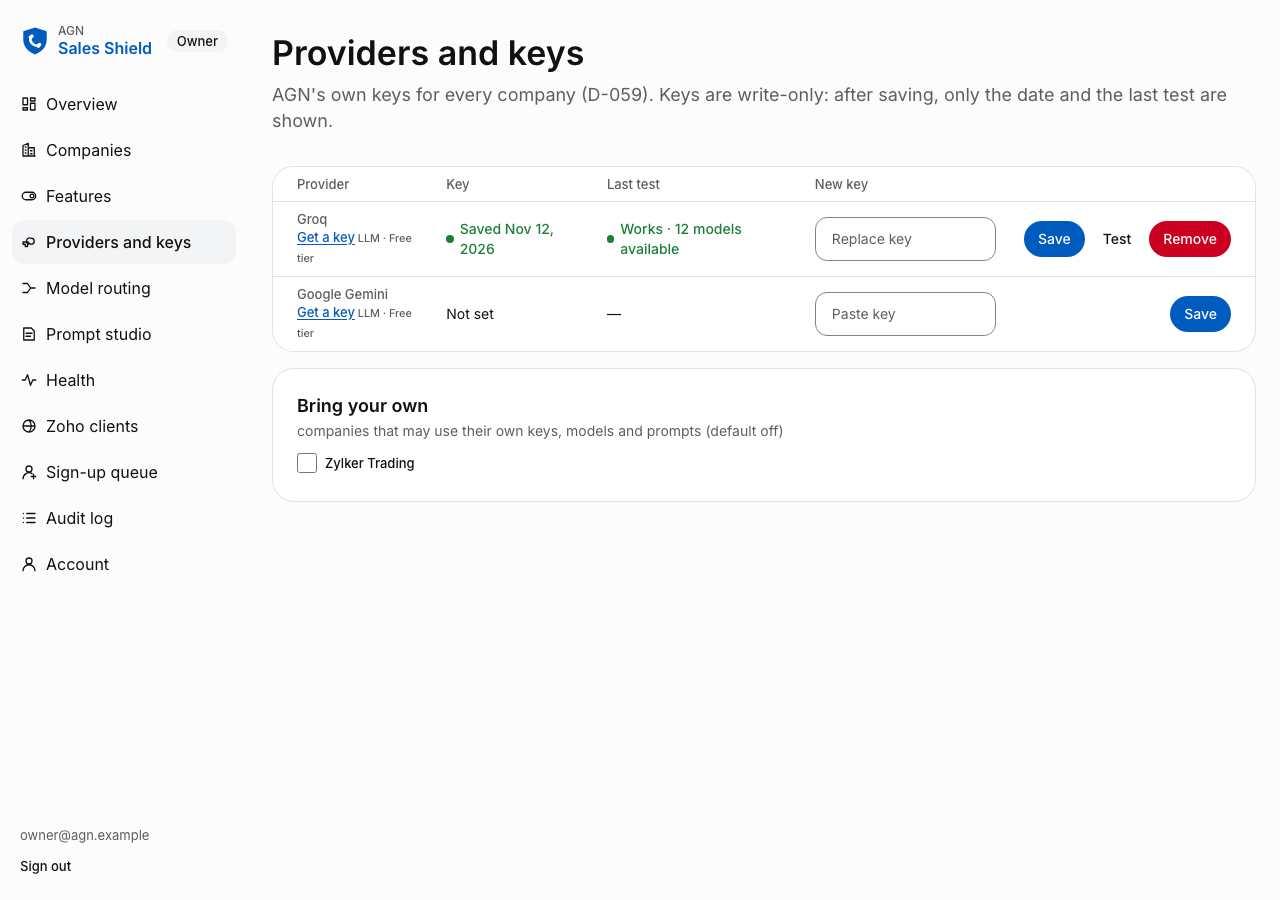 AGN
Sales Shield
Owner
Overview
Companies
Features
Providers and keys
Model routing
Prompt studio
Health
Zoho clients
Sign-up queue
Audit log
Account
owner@agn.example
Sign out
Providers and keys
AGN's own keys for every company (D-059). Keys are write-only: after saving, only the date and the last test are
shown.
Provider Key Last test New key
Groq
Get a key LLM · Free
tier
Saved Nov 12,
2026
Works · 12 models
available
Replace key
Save Test Remove
Google Gemini
Get a key LLM · Free
tier
Not set
—
Paste key
Save
Bring your own
companies that may use their own keys, models and prompts (default off)
Zylker Trading